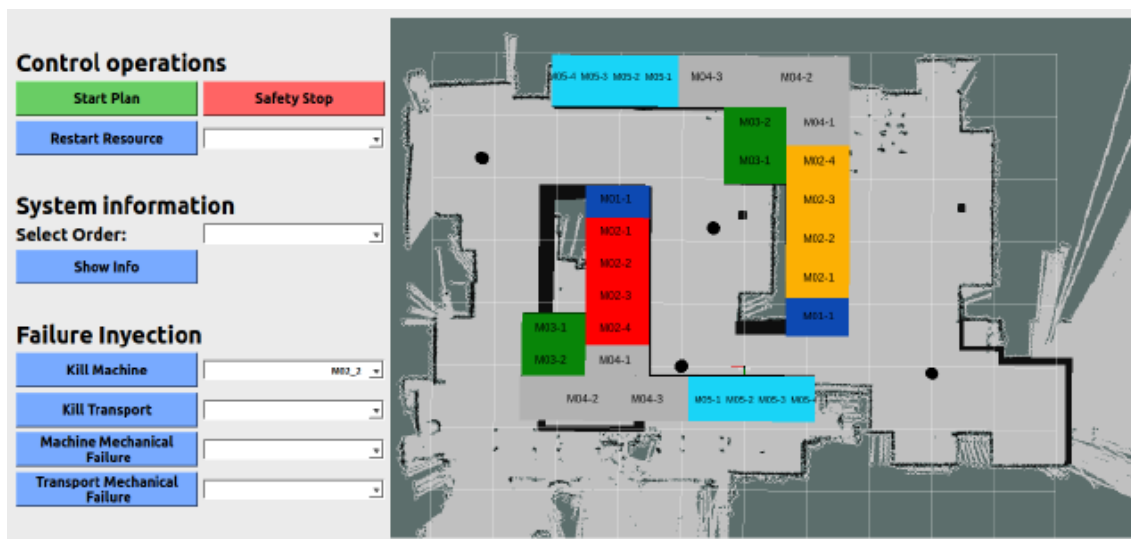 Control operations
Start Plan
Safety Stop
Restart Resource
System information
Select Order:
Show Info
Failure Inyection
Kill Machine
M02_2
Kill Transport
Machine Mechanical
Failure
Transport Mechanical
Failure
M05-4 M05-3 M05-2 M05-1
M04-3
M04-2
M03-2
M04-1
M03-1
M02-4
M02-3
M02-2
M02-1
M01-1
M01-1
M02-1
M02-2
M02-3
M03-1
M02-4
M03-2
M04-1
M04-2
M04-3
M05-1 M05-2 M05-3 M05-4